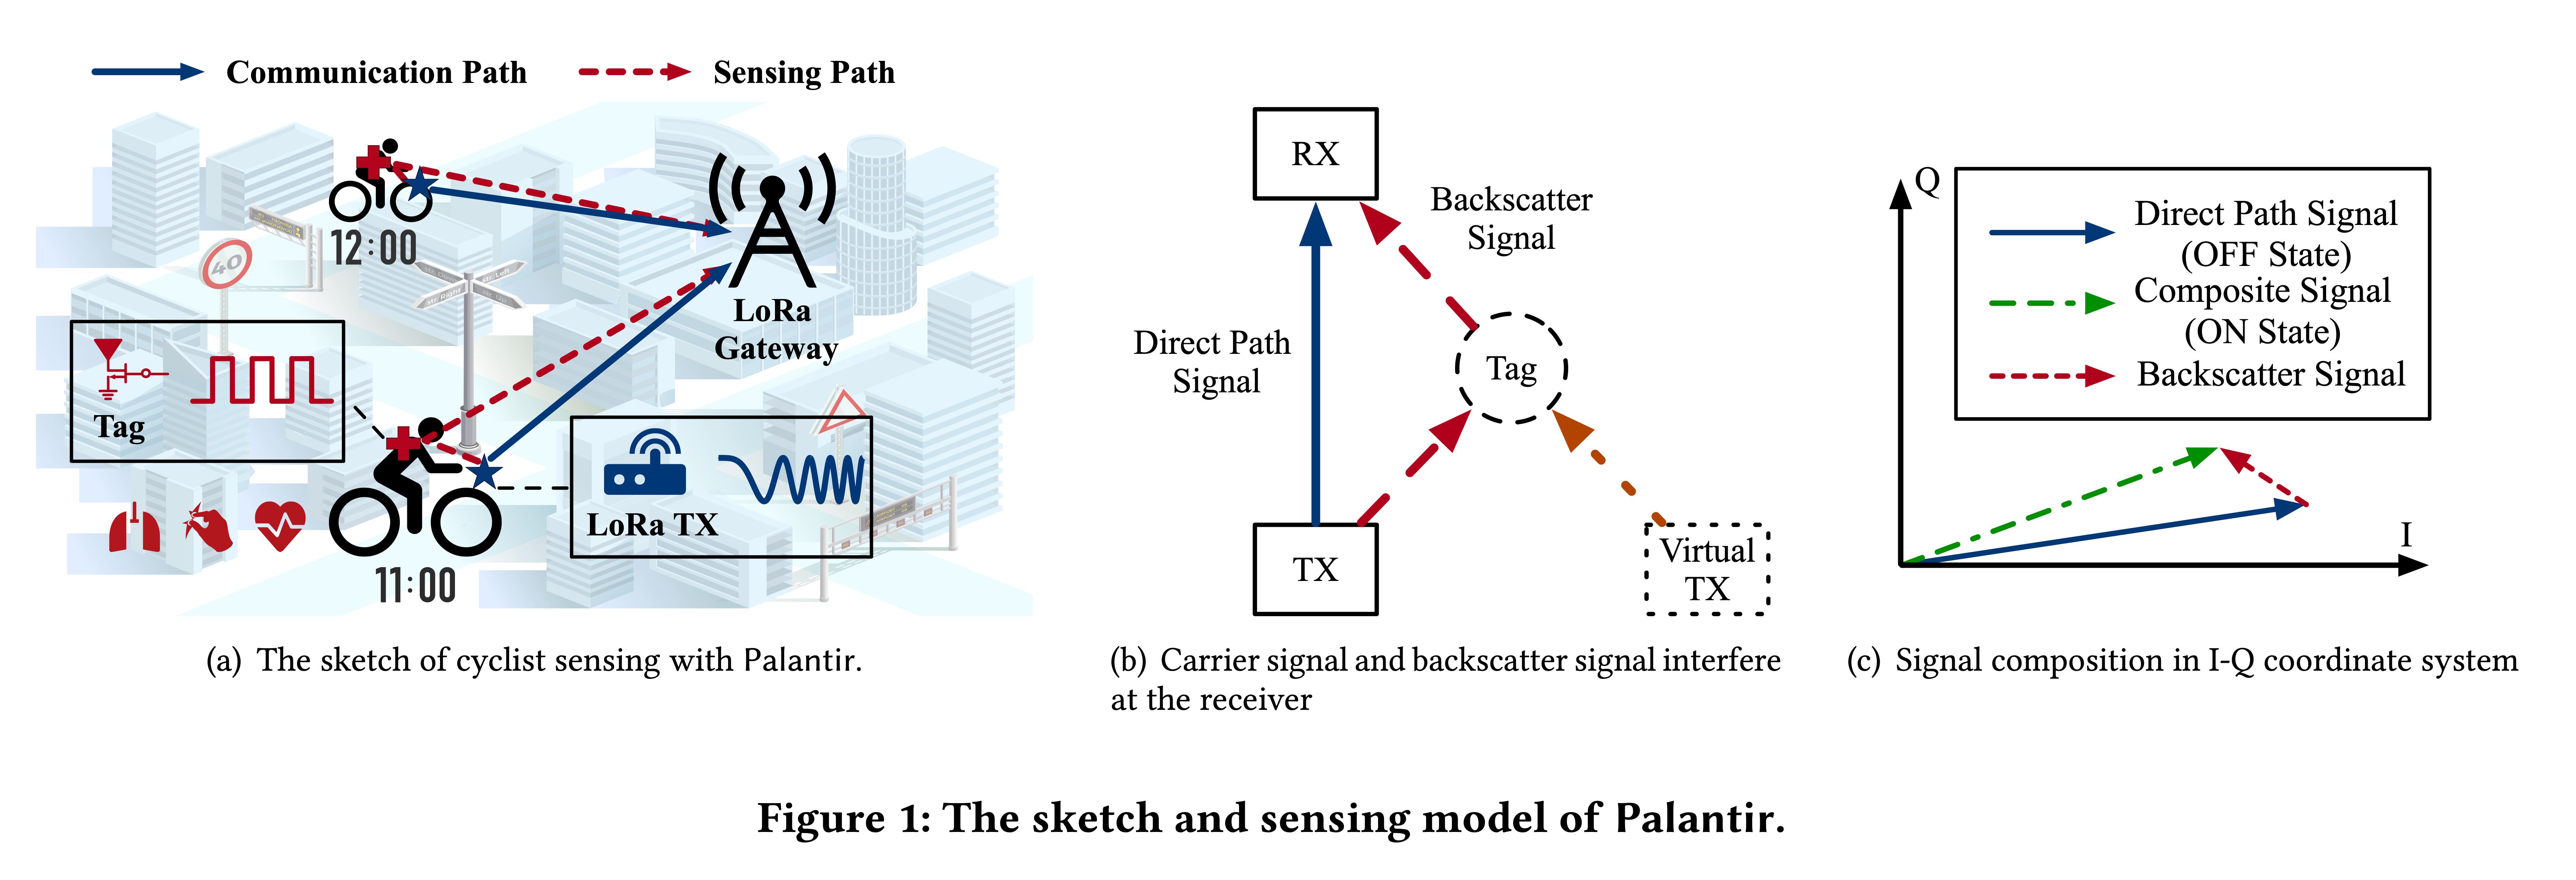 Communication Path
Sensing Path
12:00
40
LoRa
Gateway
Tag
LoRa TX
11:00
(a) The sketch of cyclist sensing with Palantir.
RX
Backscatter
Signal
Direct Path
Signal
Tag
TX
Virtual
TX
(b) Carrier signal and backscatter signal interfere
at the receiver
Q
Direct Path Signal
(OFF State)
Composite Signal
(ON State)
Backscatter Signal
I
(c) Signal composition in I-Q coordinate system
Figure 1: The sketch and sensing model of Palantir.